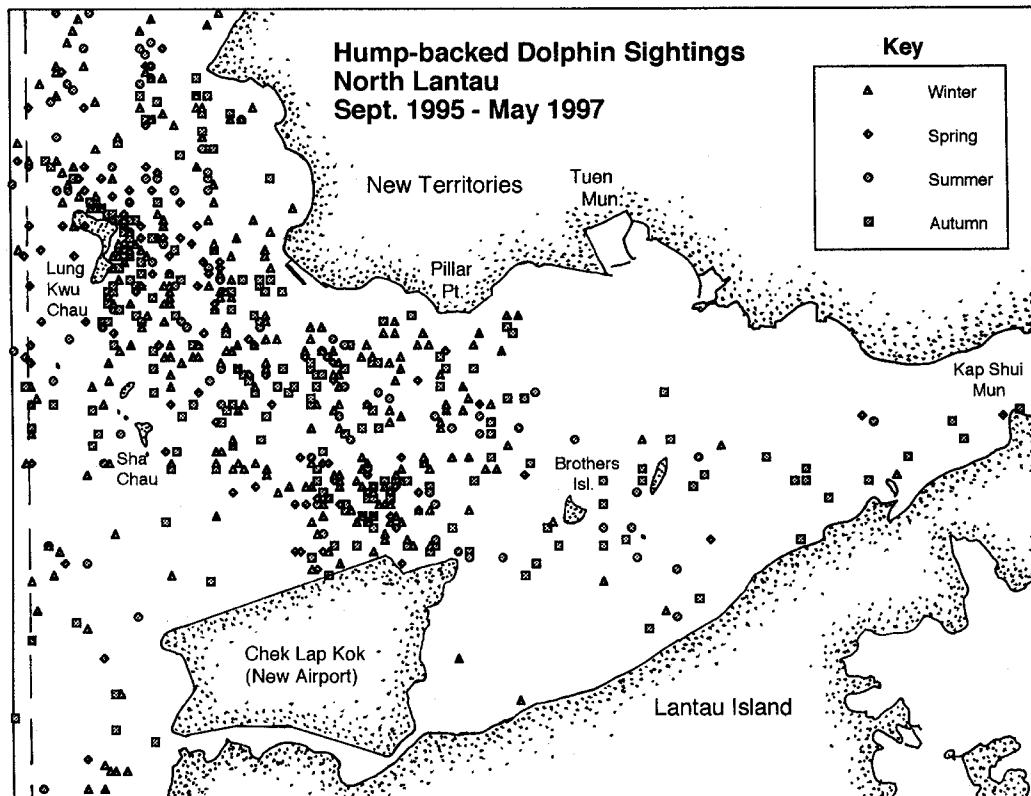 Hump-backed Dolphin Sightings
North Lantau
Sept. 1995 - May 1997
Key
Winter
Spring
Summer
Autumn
New Territories
Tuen
Mun
Pillar
Pt.
Lung
Kwu
Chau
Kap Shui
Mun
Sha
Chau
Brothers
Isl.
Chek Lap Kok
(New Airport)
Lantau Island